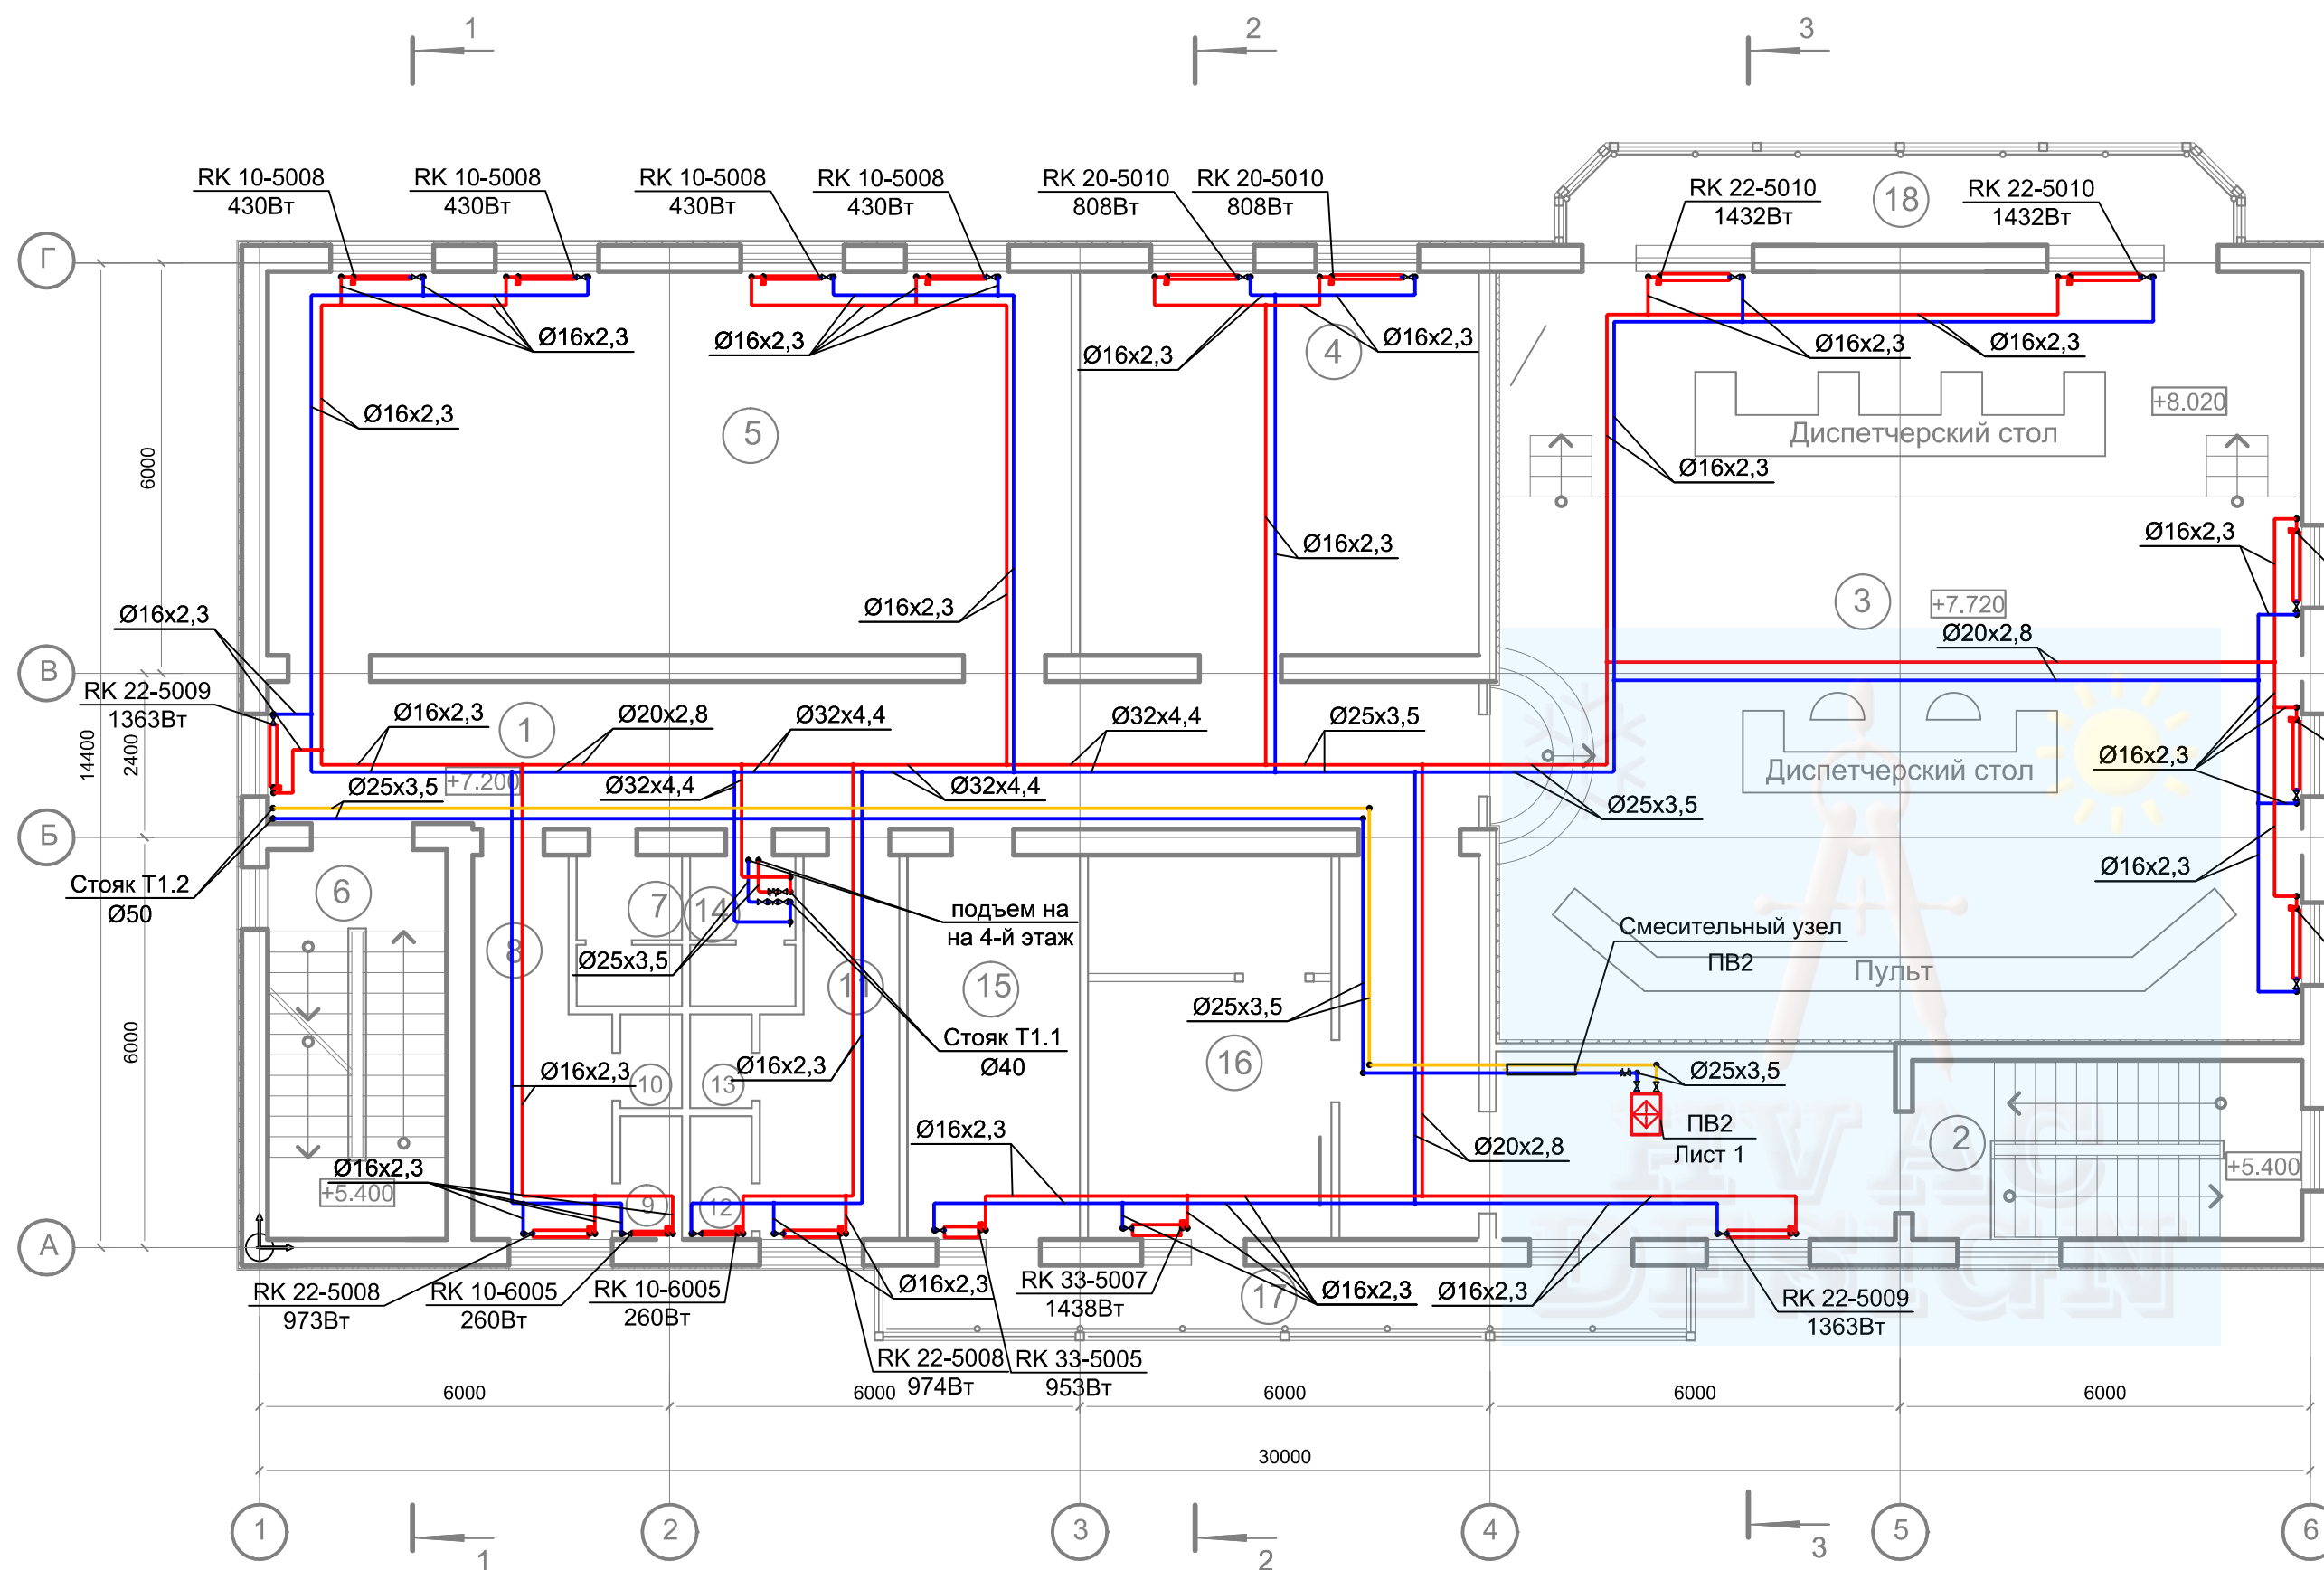 1
2
3
RK 10-5008
430Вт
RK 10-5008
430Вт
RK 10-5008
430Вт
RK 10-5008
430Вт
RK 20-5010
808Вт
RK 20-5010
808Вт
RK 22-5010
1432Вт
18
RK 22-5010
1432Вт
Г
Ø16x2,3
Ø16x2,3
Ø16x2,3
4
Ø16x2,3
Ø16x2,3
Ø16x2,3
Ø16x2,3
5
+8.020
Диспетчерский стол
6000
Ø16x2,3
Ø16x2,3
Ø16x2,3
Ø16x2,3
Ø16x2,3
3
+7.720
Ø20x2,8
В
RK 22-5009
1363Вт
Ø16x2,3
1
Ø20x2,8
Ø32x4,4
Ø32x4,4
Ø25x3,5
14400
2400
+7.200
Ø25x3,5
Ø32x4,4
Ø32x4,4
Ø25x3,5
Диспетчерский стол
Ø16x2,3
Б
Стояк Т1.2
Ø50
6
7
14
подъем на
на 4-й этаж
Ø16x2,3
8
Ø25x3,5
11
15
Ø25x3,5
Смесительный узел
ПВ2
Пульт
6000
Ø16x2,3
10
13
Ø16x2,3
Стояк Т1.1
Ø40
16
Ø25x3,5
Ø16x2,3
Ø20x2,8
ПВ2
Лист 1
2
+5.400
HVAC
DESIGN
Ø16x2,3
+5.400
9
12
А
RK 22-5008
973Вт
RK 10-6005
260Вт
RK 10-6005
260Вт
Ø16x2,3
RK 33-5007
1438Вт
17
Ø16x2,3
Ø16x2,3
RK 22-5009
1363Вт
RK 22-5008
974Вт
RK 33-5005
953Вт
6000
6000
6000
6000
6000
30000
1
2
3
4
5
6
1
2
3